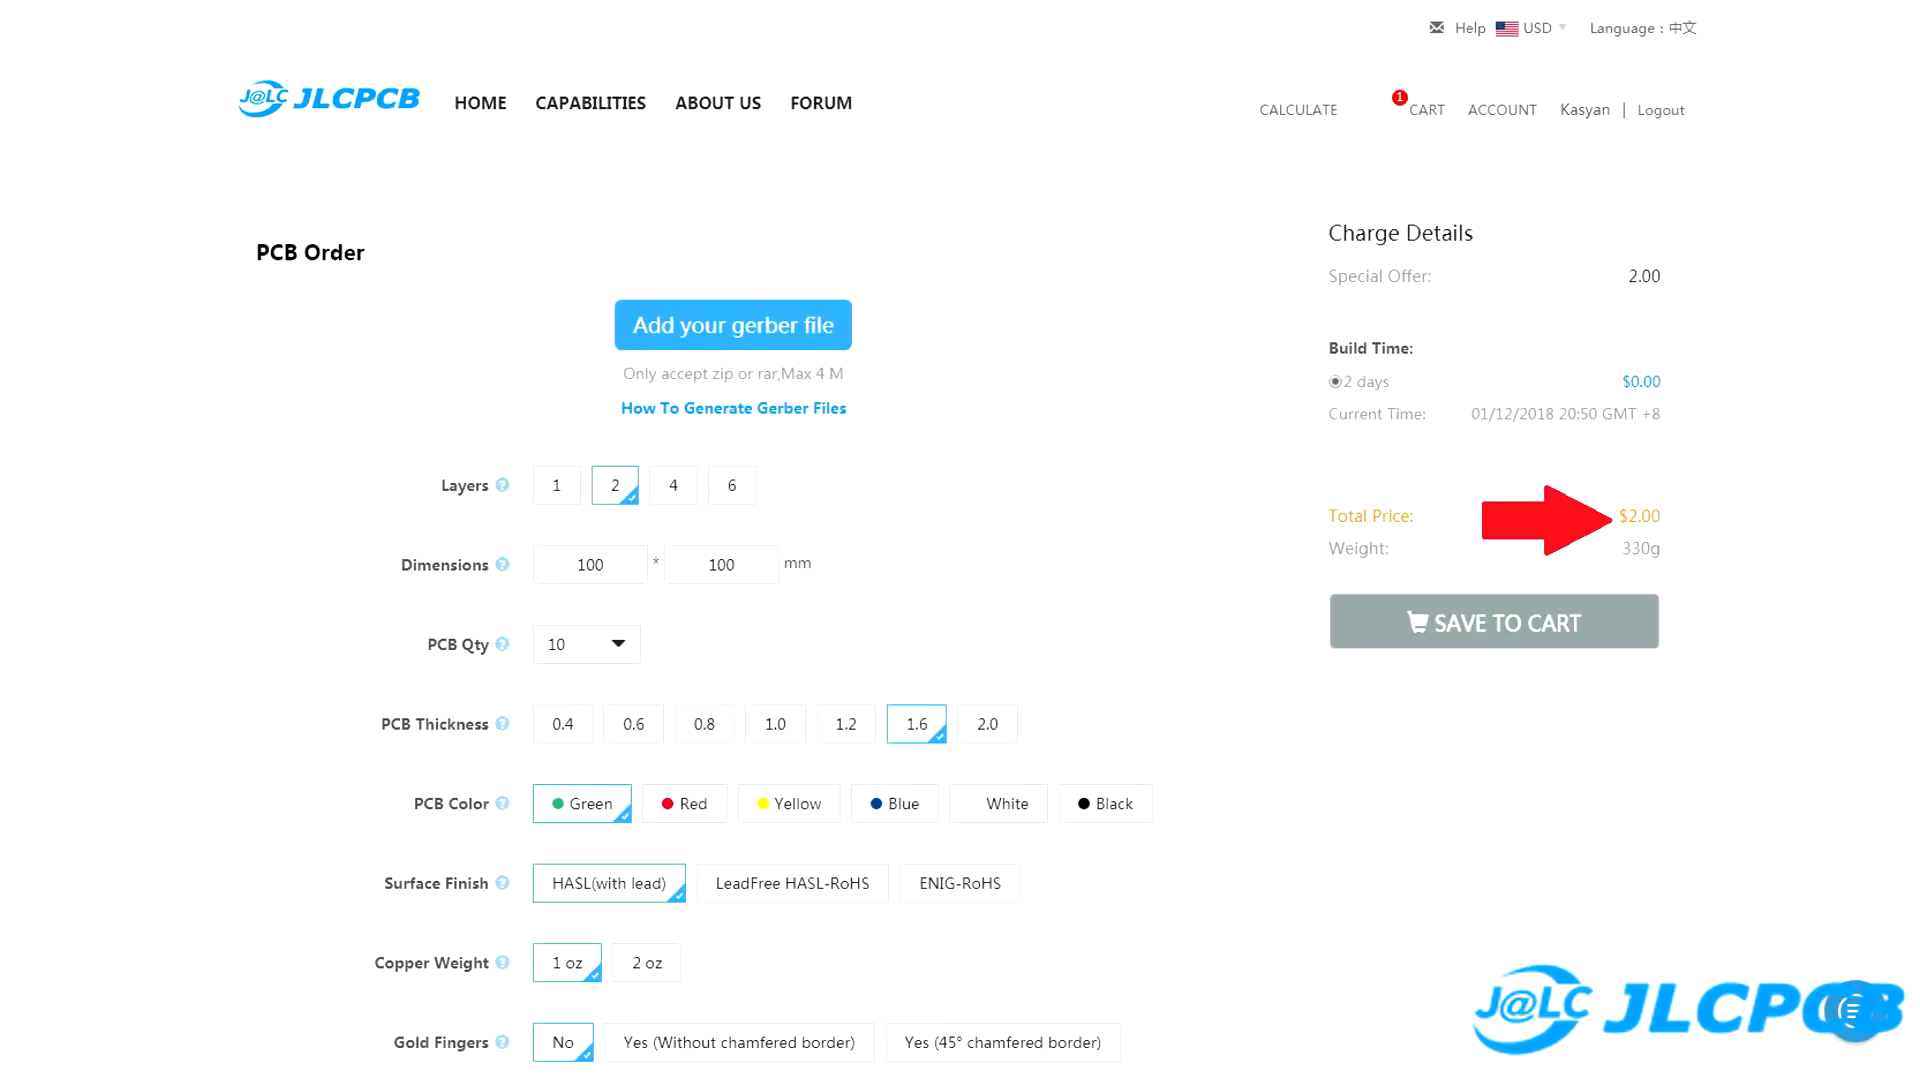 Help USD Language : 中文
J@LC JLCPCB HOME CAPABILITIES ABOUT US FORUM
CALCULATE 1 CART ACCOUNT Kasyan | Logout
PCB Order
Add your gerber file
Only accept zip or rar,Max 4 M
How To Generate Gerber Files
Layers ? 1 2 4 6
Dimensions ? 100 * 100 mm
PCB Qty ? 10
PCB Thickness ? 0.4 0.6 0.8 1.0 1.2 1.6 2.0
PCB Color ? Green Red Yellow Blue White Black
Surface Finish ? HASL(with lead) LeadFree HASL-RoHS ENIG-RoHS
Copper Weight ? 1 oz 2 oz
Gold Fingers ? No Yes (Without chamfered border) Yes (45° chamfered border)
Charge Details
Special Offer: 2.00
Build Time:
2 days $0.00
Current Time: 01/12/2018 20:50 GMT +8
Total Price: $2.00
Weight: 330g
SAVE TO CART
J@LC JLCPCB